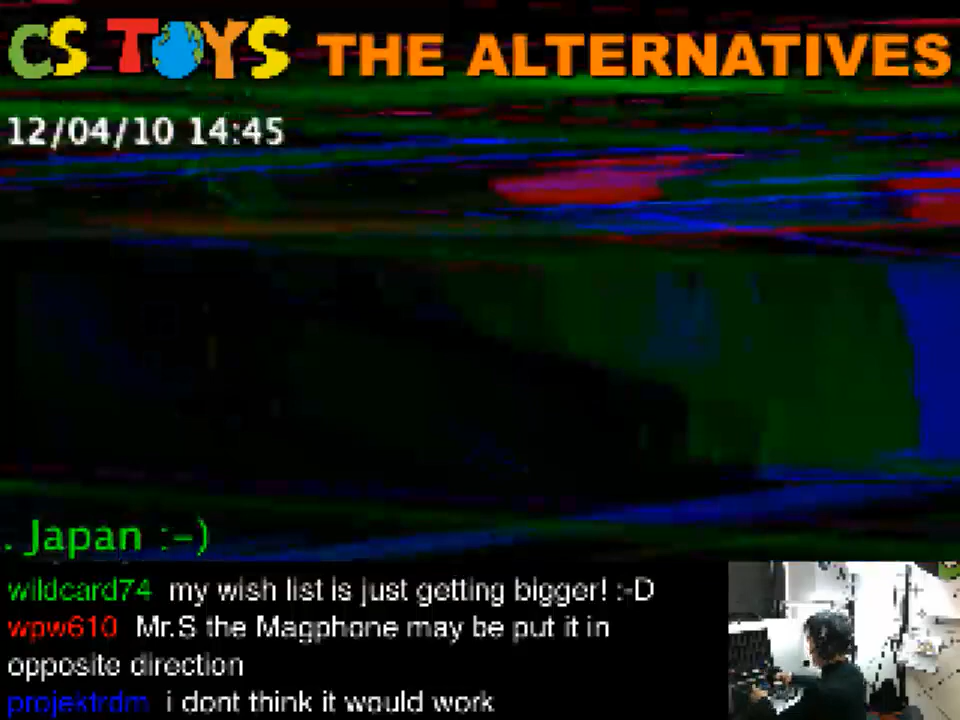 CS TOYS THE ALTERNATIVES
12/04/10 14:45
. Japan :-)
wildcard74 my wish list is just getting bigger! :-D
wpw610 Mr.S the Magphone may be put it in
opposite direction
projektrdm i dont think it would work